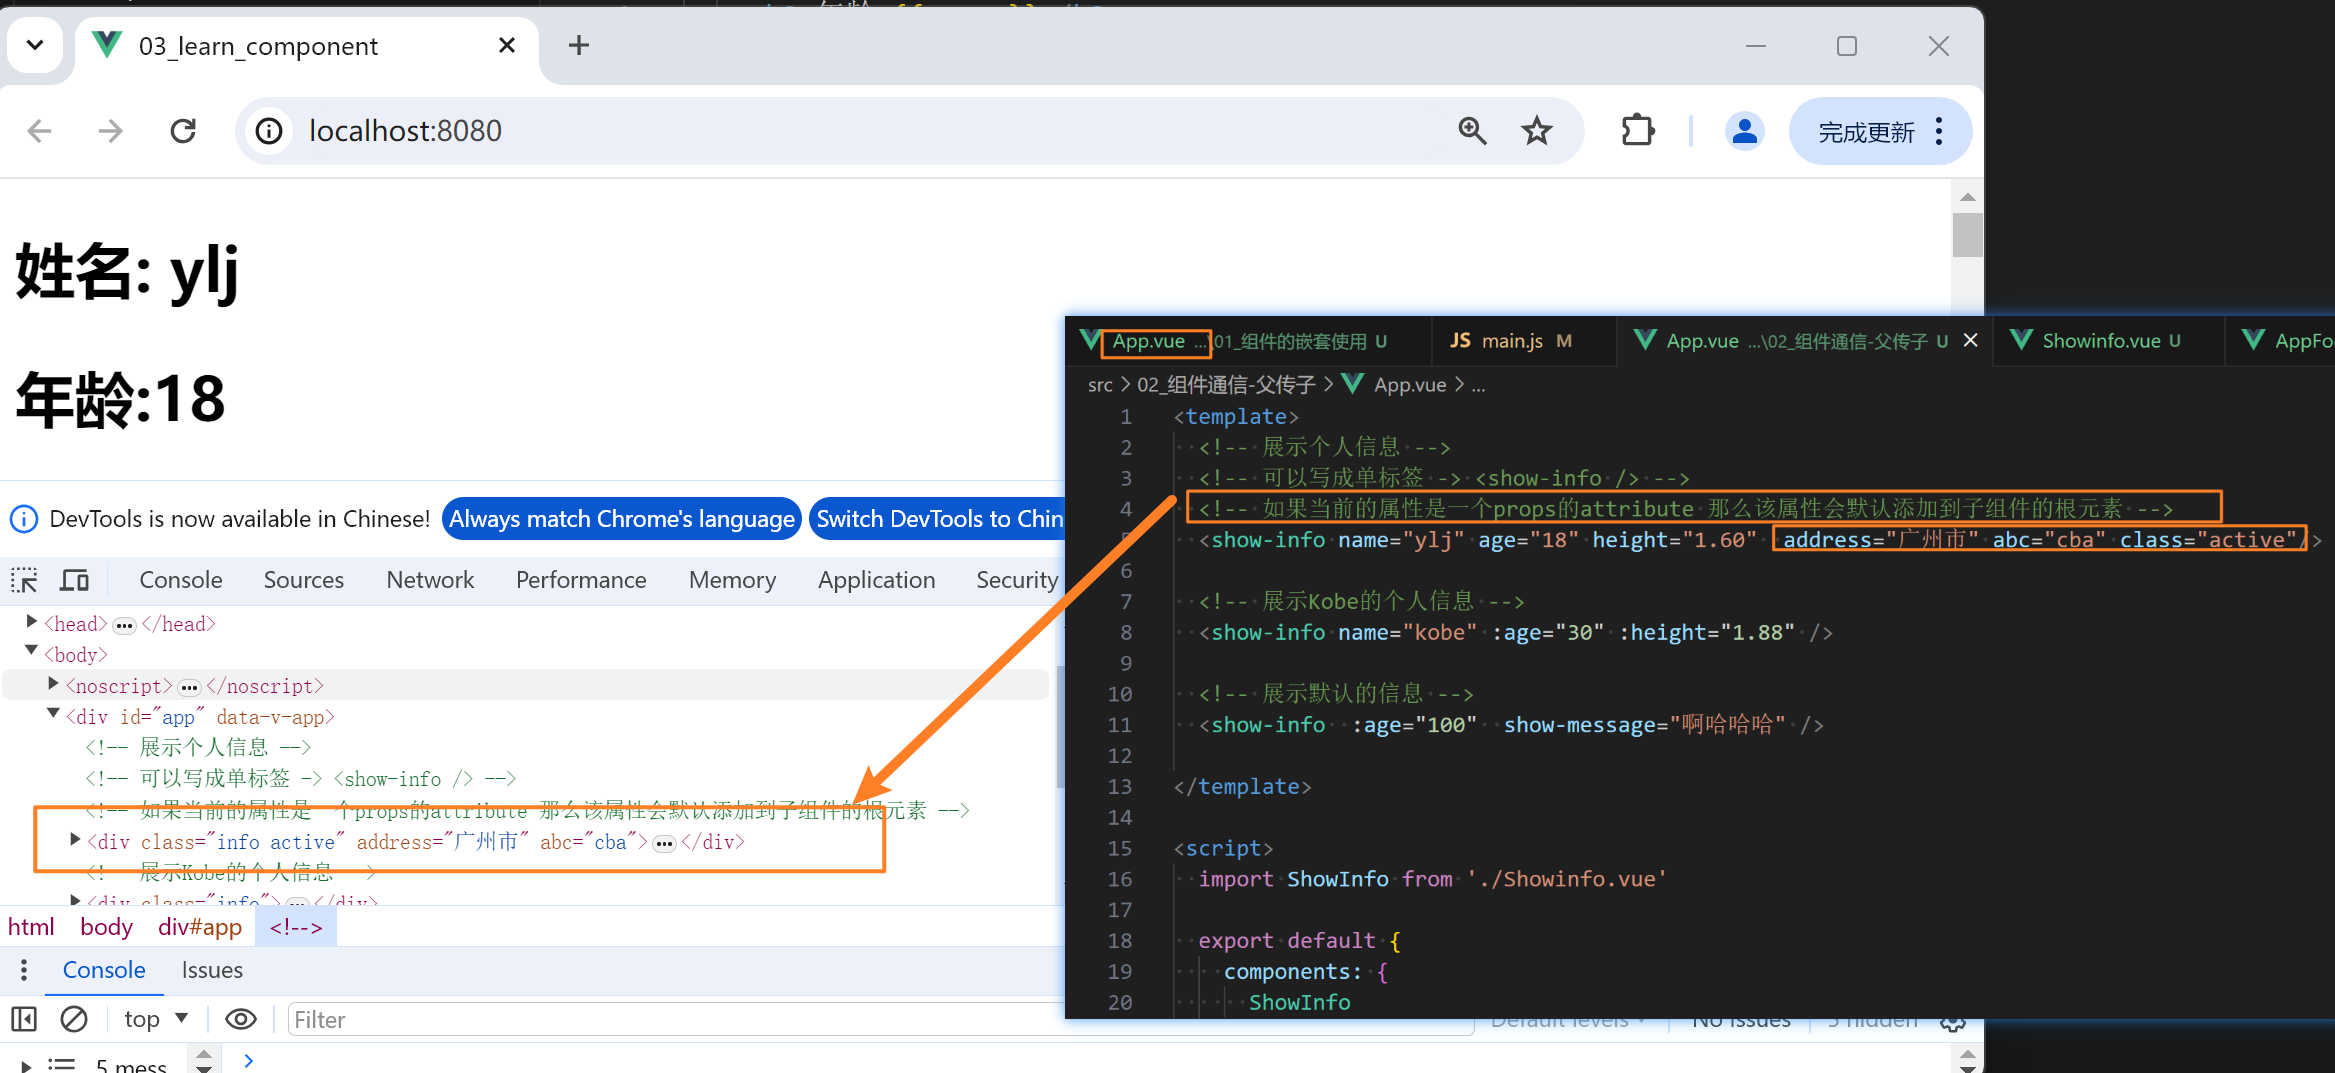 03_learn_component
localhost:8080
完成更新
姓名: ylj
年龄:18
DevTools is now available in Chinese!
Always match Chrome's language
Switch DevTools to Chin
Console Sources Network Performance Memory Application Security
<head> ••• </head>
<body>
<noscript> ••• </noscript>
<div id="app" data-v-app>
<!-- 展示个人信息 -->
<!-- 可以写成单标签 -> <show-info /> -->
<!-- 如果当前的属性是一个props的attribute 那么该属性会默认添加到子组件的根元素 -->
<div class="info active" address="广州市" abc="cba"> ••• </div>
<!-- 展示Kobe的个人信息 -->
<div class="info"> ••• </div>
html body div#app <!-->
Console Issues
top Filter Default levels No Issues 5 hidden
5 mess
App.vue ...\01_组件的嵌套使用 U
JS main.js M
App.vue ...\02_组件通信-父传子 U
Showinfo.vue U
AppFo
src > 02_组件通信-父传子 > App.vue > ...
1 <template>
2 <!-- 展示个人信息 -->
3 <!-- 可以写成单标签 -> <show-info /> -->
4 <!-- 如果当前的属性是一个props的attribute 那么该属性会默认添加到子组件的根元素 -->
5 <show-info name="ylj" age="18" height="1.60" address="广州市" abc="cba" class="active"/>
6
7 <!-- 展示Kobe的个人信息 -->
8 <show-info name="kobe" :age="30" :height="1.88" />
9
10 <!-- 展示默认的信息 -->
11 <show-info :age="100" show-message="啊哈哈哈" />
12
13 </template>
14
15 <script>
16 import ShowInfo from './Showinfo.vue'
17
18 export default {
19 components: {
20 ShowInfo